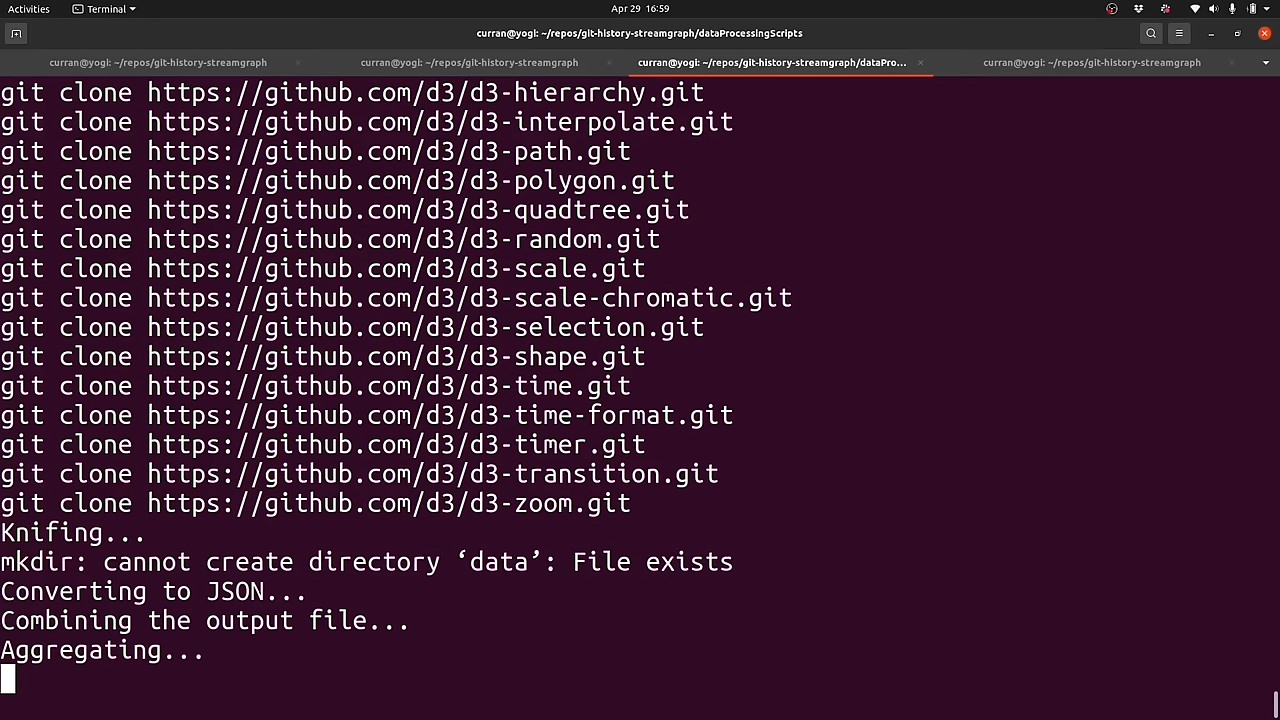 Activities
Terminal
Apr 29 16:59
curran@yogi: ~/repos/git-history-streamgraph/dataProcessingScripts
curran@yogi: ~/repos/git-history-streamgraph
curran@yogi: ~/repos/git-history-streamgraph
curran@yogi: ~/repos/git-history-streamgraph/dataPro...
curran@yogi: ~/repos/git-history-streamgraph
git clone https://github.com/d3/d3-hierarchy.git
git clone https://github.com/d3/d3-interpolate.git
git clone https://github.com/d3/d3-path.git
git clone https://github.com/d3/d3-polygon.git
git clone https://github.com/d3/d3-quadtree.git
git clone https://github.com/d3/d3-random.git
git clone https://github.com/d3/d3-scale.git
git clone https://github.com/d3/d3-scale-chromatic.git
git clone https://github.com/d3/d3-selection.git
git clone https://github.com/d3/d3-shape.git
git clone https://github.com/d3/d3-time.git
git clone https://github.com/d3/d3-time-format.git
git clone https://github.com/d3/d3-timer.git
git clone https://github.com/d3/d3-transition.git
git clone https://github.com/d3/d3-zoom.git
Knifing...
mkdir: cannot create directory ‘data’: File exists
Converting to JSON...
Combining the output file...
Aggregating...